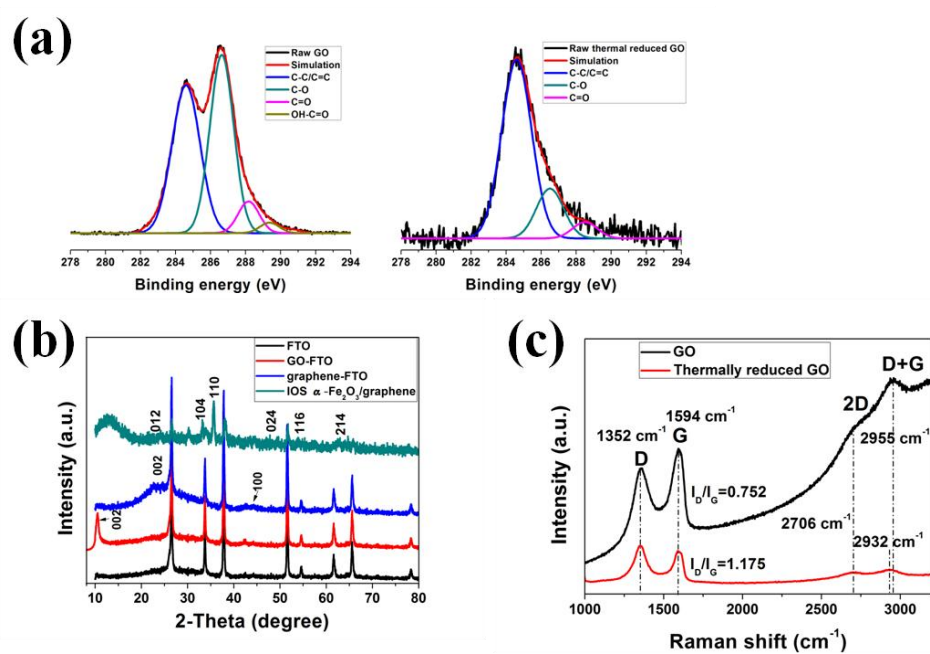 (a)
Raw GO
Simulation
C-C/C=C
C-O
C=O
OH-C=O
278 280 282 284 286 288 290 292 294
Binding energy (eV)
Raw thermal reduced GO
Simulation
C-C/C=C
C-O
C=O
278 280 282 284 286 288 290 292 294
Binding energy (eV)
(b)
FTO
GO-FTO
graphene-FTO
IOS α -Fe₂O₃/graphene
012
104
110
024
116
214
002
100
002
Intensity (a.u.)
10 20 30 40 50 60 70 80
2-Theta (degree)
(c)
GO
Thermally reduced GO
D+G
2D
1594 cm⁻¹
1352 cm⁻¹
G
D
2955 cm⁻¹
I_D/I_G=0.752
2706 cm⁻¹
2932 cm⁻¹
I_D/I_G=1.175
Intensity (a.u.)
1000 1500 2000 2500 3000
Raman shift (cm⁻¹)